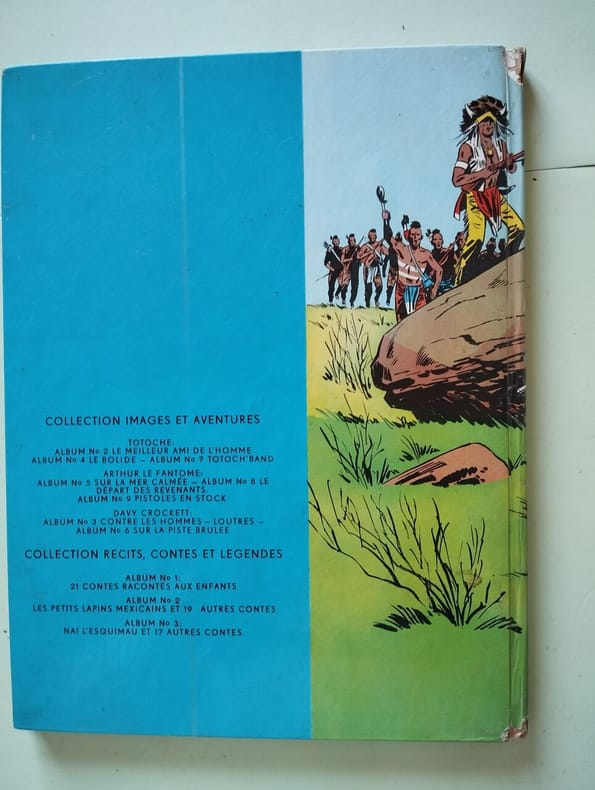 COLLECTION IMAGES ET AVENTURES
TOTOCHE:
ALBUM No 2 LE MEILLEUR AMI DE L'HOMME
ALBUM No 4 LE BOLIDE – ALBUM No 7 TOTOCH'BAND
ARTHUR LE FANTOME:
ALBUM No 5 SUR LA MER CALMÉE – ALBUM No 8 LE
DÉPART DES REVENANTS.
ALBUM No 9 PISTOLES EN STOCK
DAVY CROCKETT:
ALBUM No 3 CONTRE LES HOMMES – LOUTRES –
ALBUM No 6 SUR LA PISTE BRULÉE
COLLECTION RECITS, CONTES ET LEGENDES
ALBUM No 1:
21 CONTES RACONTÉS AUX ENFANTS
ALBUM No 2
LES PETITS LAPINS MEXICAINS ET 19 AUTRES CONTES
ALBUM No 3:
NAI L'ESQUIMAU ET 17 AUTRES CONTES.